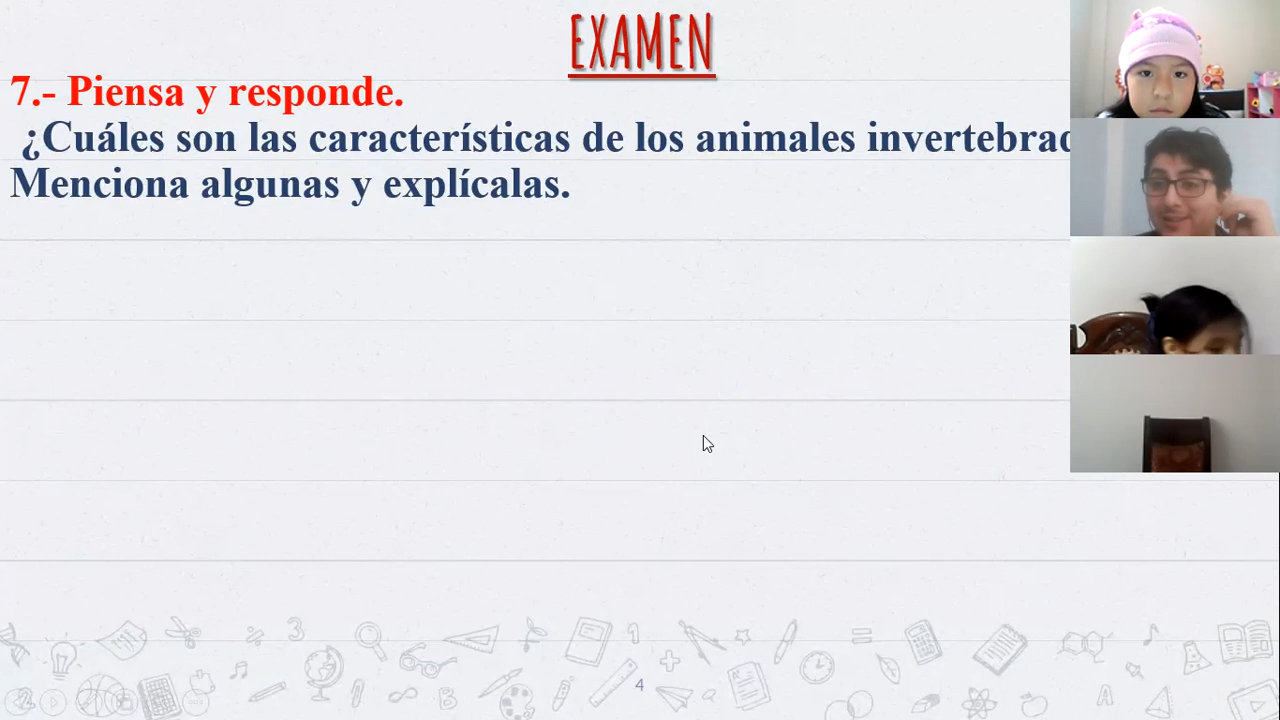 EXAMEN
7.- Piensa y responde.
¿Cuáles son las características de los animales
Menciona algunas y explícalas.
4